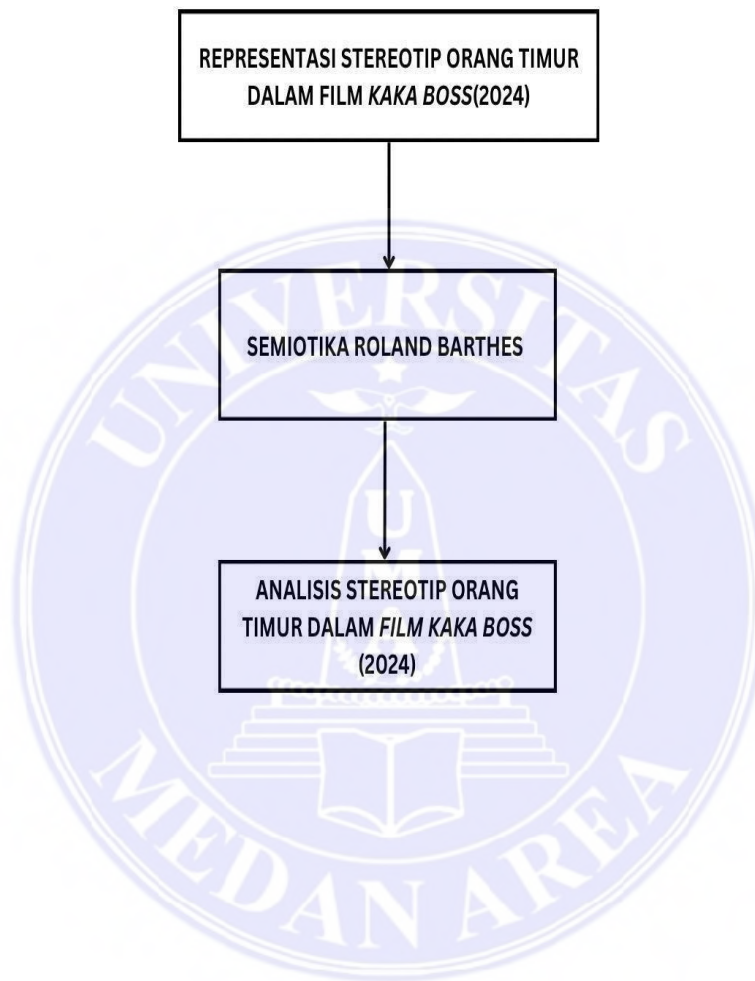 REPRESENTASI STEREOTIP ORANG TIMUR
DALAM FILM KAKA BOSS(2024)
UNIVERSITAS
SEMIOTIKA ROLAND BARTHES
U
M
A
ANALISIS STEREOTIP ORANG
TIMUR DALAM FILM KAKA BOSS
(2024)
MEDAN AREA